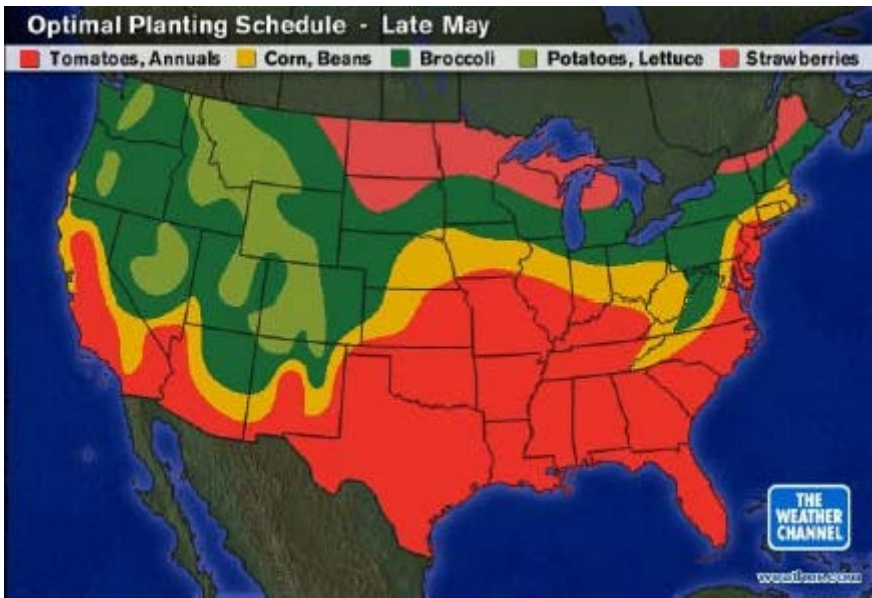 Optimal Planting Schedule - Late May
Tomatoes, Annuals Corn, Beans Broccoli Potatoes, Lettuce Strawberries
THE
WEATHER
CHANNEL